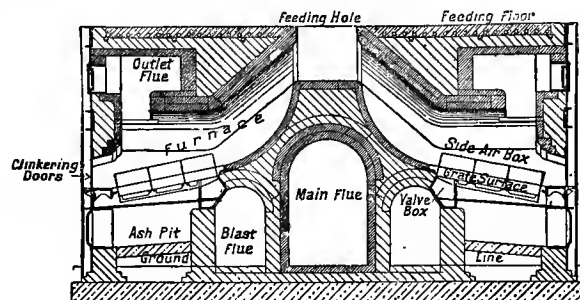 Feeding Hole
Feeding Floor
Outlet
Flue
Furnace
Clinkering
Doors
Side Air Box
Grate Surface
Main Flue
Valve
Box
Ash Pit
Blast
Flue
Ground
Line